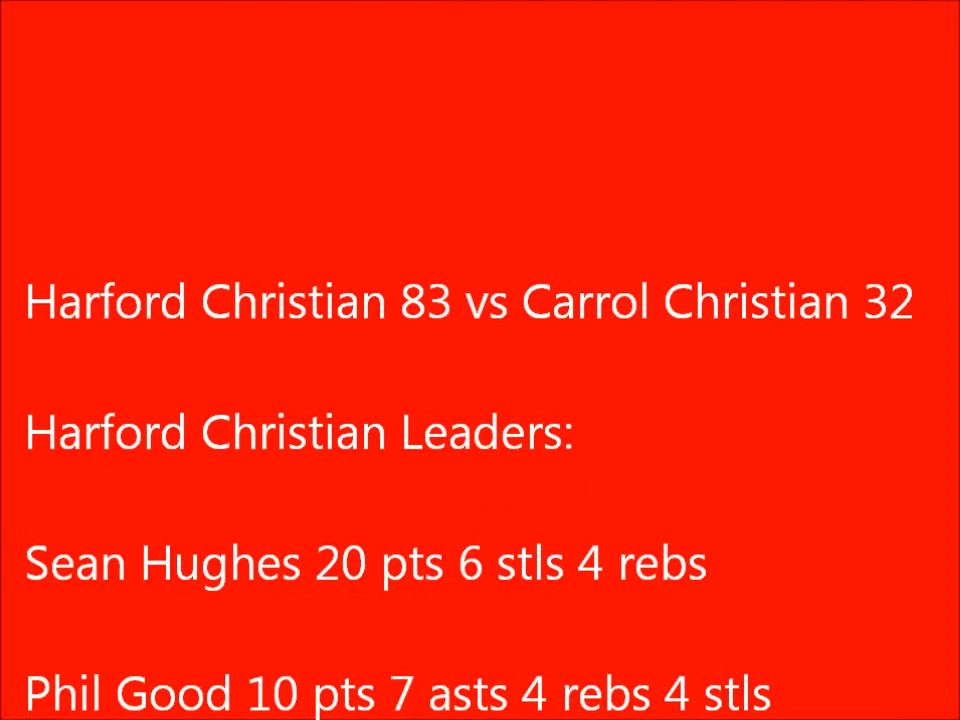 Harford Christian 83 vs Carrol Christian 32
Harford Christian Leaders:
Sean Hughes 20 pts 6 stls 4 rebs
Phil Good 10 pts 7 asts 4 rebs 4 stls